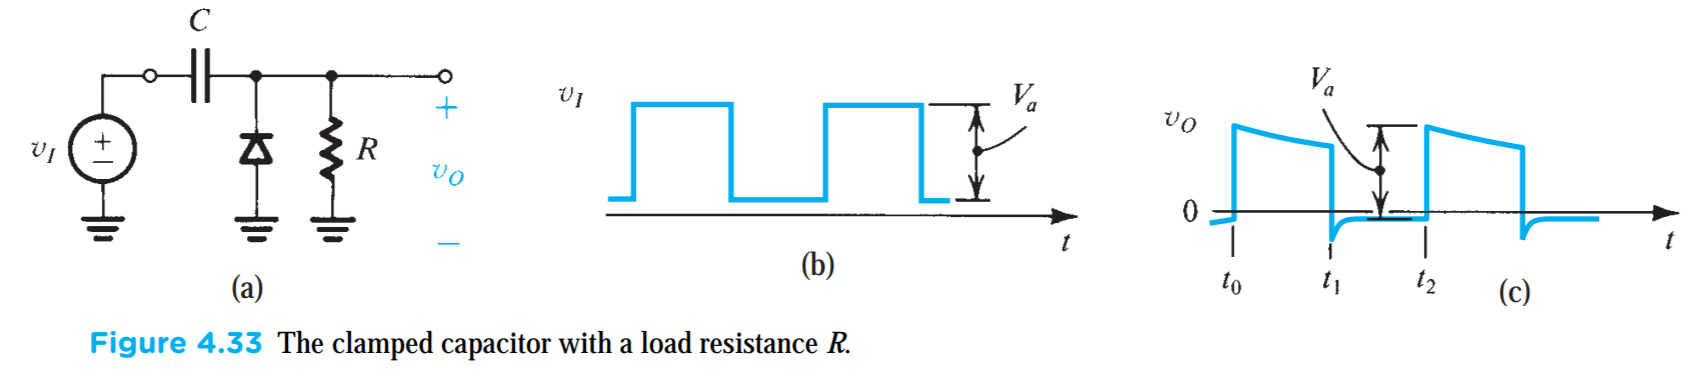 C
v_I
+
−
R
+
v_O
−
(a)
v_I
V_a
t
(b)
v_O
V_a
0
t_0
t_1
t_2
t
(c)
Figure 4.33 The clamped capacitor with a load resistance R.